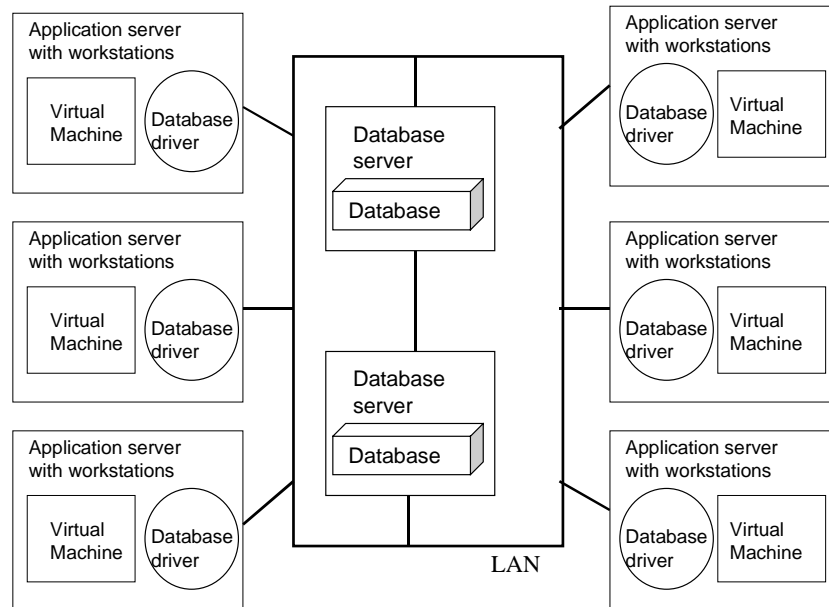 Application server
with workstations
Virtual
Machine
Database
driver
Application server
with workstations
Virtual
Machine
Database
driver
Application server
with workstations
Virtual
Machine
Database
driver
Database
server
Database
Database
server
Database
LAN
Application server
with workstations
Database
driver
Virtual
Machine
Application server
with workstations
Database
driver
Virtual
Machine
Application server
with workstations
Database
driver
Virtual
Machine